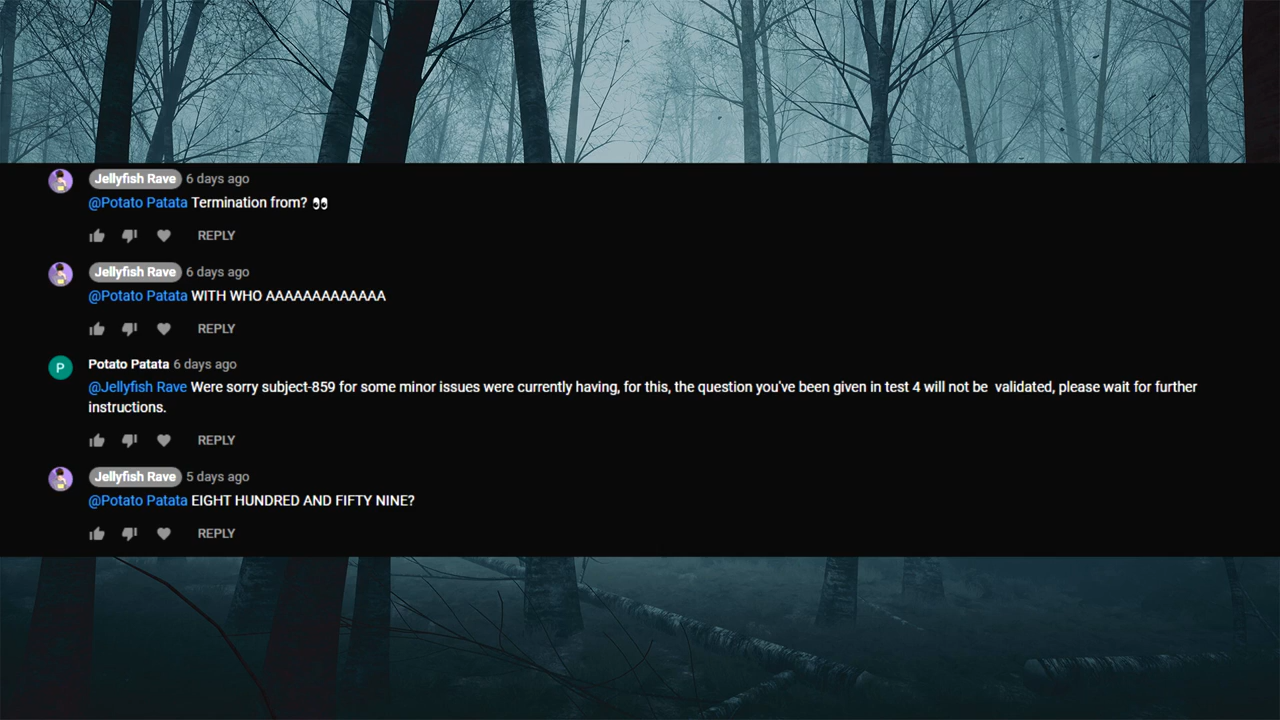 Jellyfish Rave 6 days ago
@Potato Patata Termination from? 👀
REPLY
Jellyfish Rave 6 days ago
@Potato Patata WITH WHO AAAAAAAAAAAAA
REPLY
P
Potato Patata 6 days ago
@Jellyfish Rave Were sorry subject-859 for some minor issues were currently having, for this, the question you've been given in test 4 will not be  validated, please wait for further
instructions.
REPLY
Jellyfish Rave 5 days ago
@Potato Patata EIGHT HUNDRED AND FIFTY NINE?
REPLY